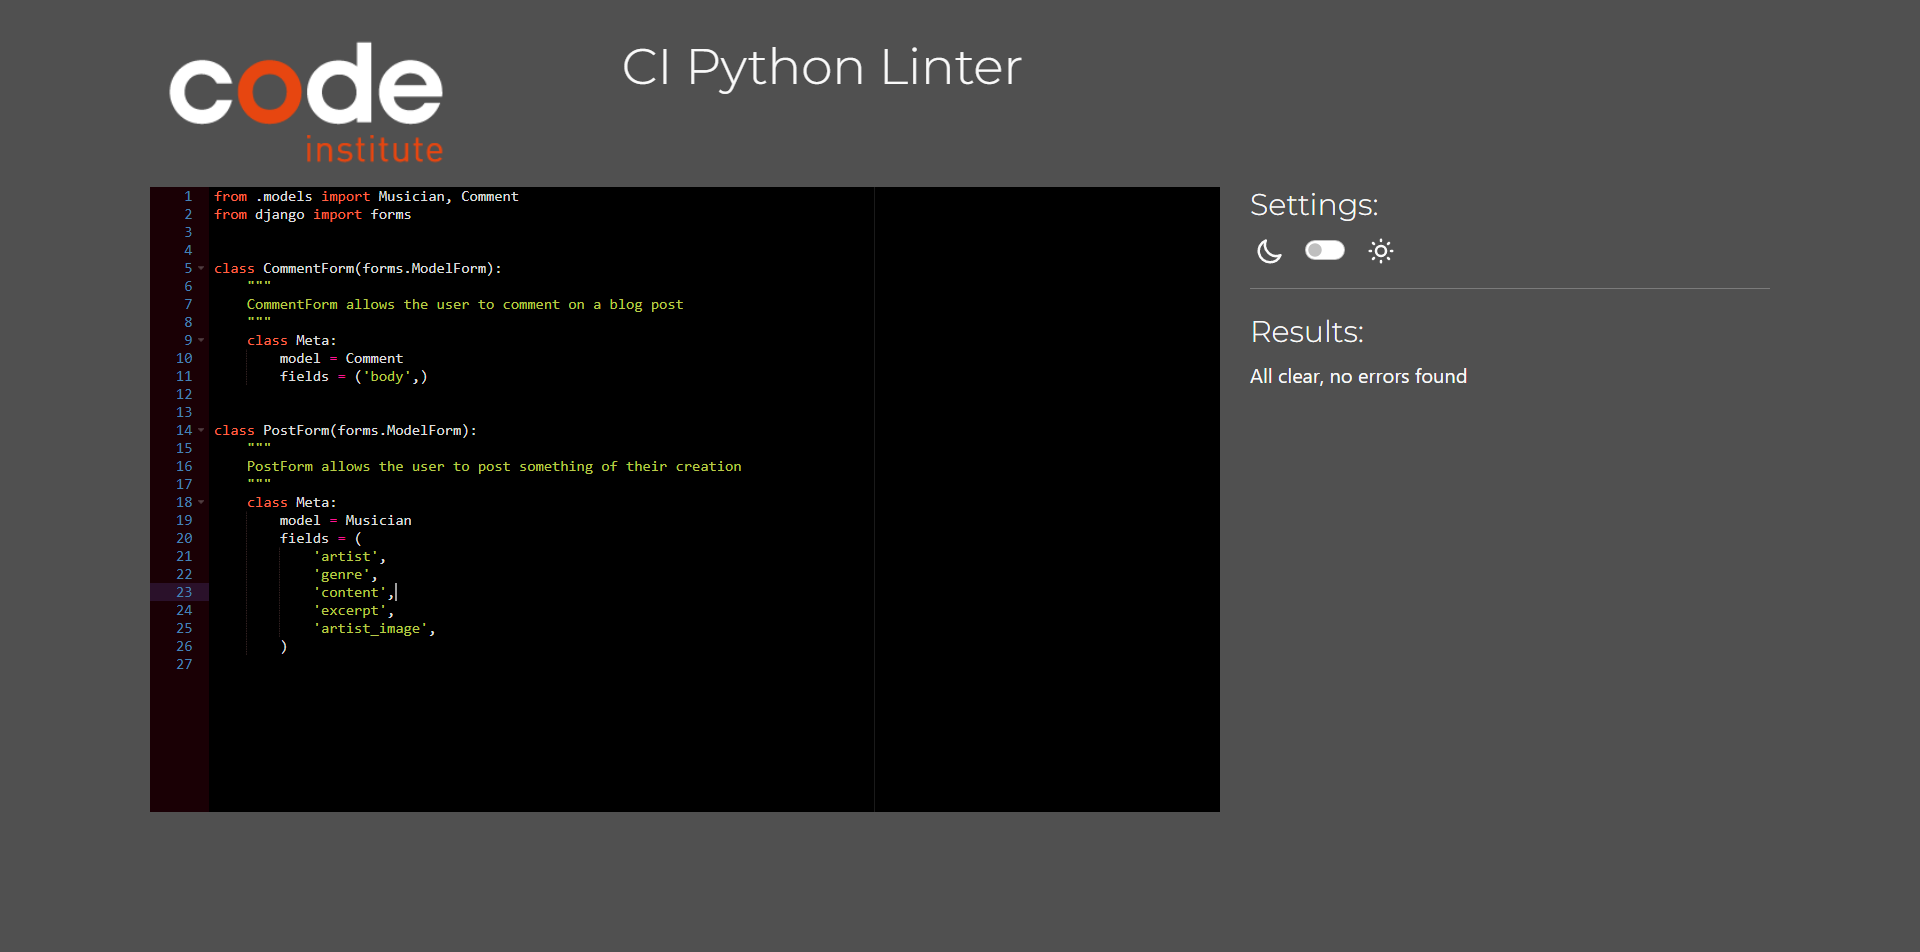 code
institute
CI Python Linter
1 from .models import Musician, Comment
2 from django import forms
3
4
5 class CommentForm(forms.ModelForm):
6     """
7     CommentForm allows the user to comment on a blog post
8     """
9     class Meta:
10         model = Comment
11         fields = ('body',)
12
13
14 class PostForm(forms.ModelForm):
15     """
16     PostForm allows the user to post something of their creation
17     """
18     class Meta:
19         model = Musician
20         fields = (
21             'artist',
22             'genre',
23             'content',
24             'excerpt',
25             'artist_image',
26         )
27
Settings:
Results:
All clear, no errors found